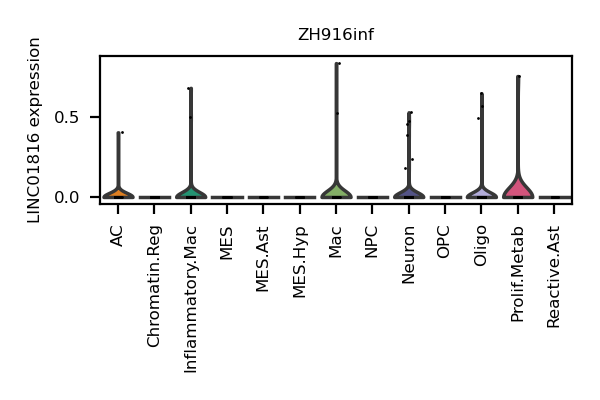 ZH916inf
LINC01816 expression
0.5
0.0
AC
Chromatin.Reg
Inflammatory.Mac
MES
MES.Ast
MES.Hyp
Mac
NPC
Neuron
OPC
Oligo
Prolif.Metab
Reactive.Ast